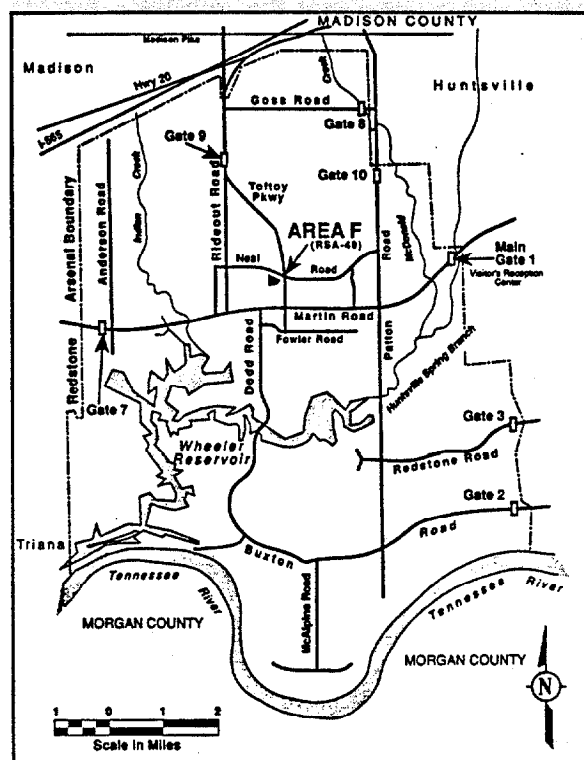 MADISON COUNTY
Madison Pike
Madison
Hwy 20
I-565
Creek
Huntsville
Goss Road
Gate 8
Gate 9
Gate 10
Toftoy
Pkwy
Arsenal Boundary
Anderson Road
Indian
Creek
Rideout Road
AREA F
(RSA-49)
Neal
Road
Road
McDonald
Main
Gate 1
Visitor's Reception
Center
Martin Road
Fowler Road
Dodd Road
Patton
Redstone
Gate 7
Huntsville Spring Branch
Gate 3
Wheeler
Reservoir
Redstone Road
Gate 2
Triana
Buxton
Road
Tennessee
River
Tennessee
River
McAlpine Road
MORGAN COUNTY
MORGAN COUNTY
N
1 0 1 2
Scale in Miles